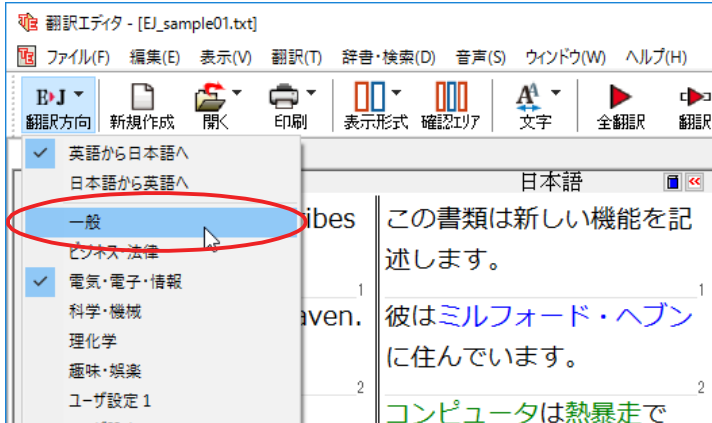 翻訳エディタ - [EJ_sample01.txt]
ファイル(F) 編集(E) 表示(V) 翻訳(T) 辞書・検索(D) 音声(S) ウィンドウ(W) ヘルプ(H)
E▸J
翻訳方向 新規作成 開く 印刷 表示形式 確認エリア 文字 全翻訳 翻訳
英語から日本語へ
日本語から英語へ
日本語
一般
ビジネス・法律
電気・電子・情報
科学・機械
理化学
趣味・娯楽
ユーザ設定 1
ibes
1
aven.
2
この書類は新しい機能を記
述します。
1
彼はミルフォード・ヘブン
に住んでいます。
2
コンピュータは熱暴走で